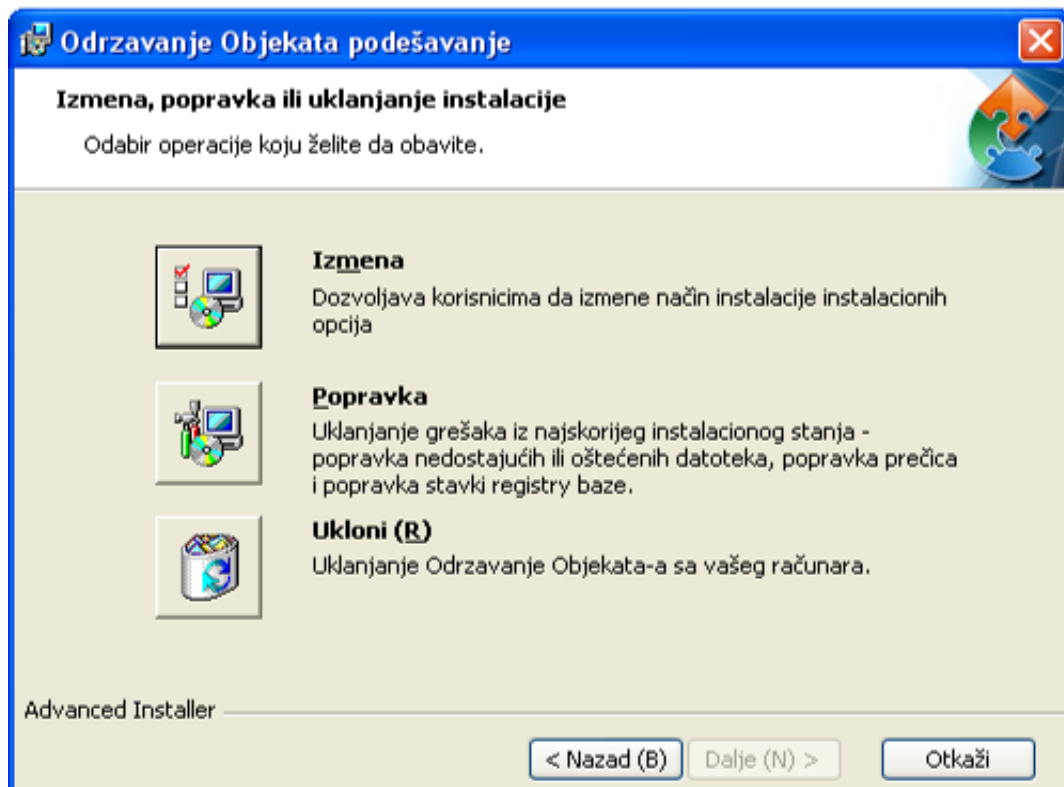 Odrzavanje Objekata podešavanje
Izmena, popravka ili uklanjanje instalacije
Odabir operacije koju želite da obavite.
Izmena
Dozvoljava korisnicima da izmene način instalacije instalacionih
opcija
Popravka
Uklanjanje grešaka iz najskorijeg instalacionog stanja -
popravka nedostajućih ili oštećenih datoteka, popravka prečica
i popravka stavki registry baze.
Ukloni (R)
Uklanjanje Odrzavanje Objekata-a sa vašeg računara.
Advanced Installer
< Nazad (B) Dalje (N) > Otkaži